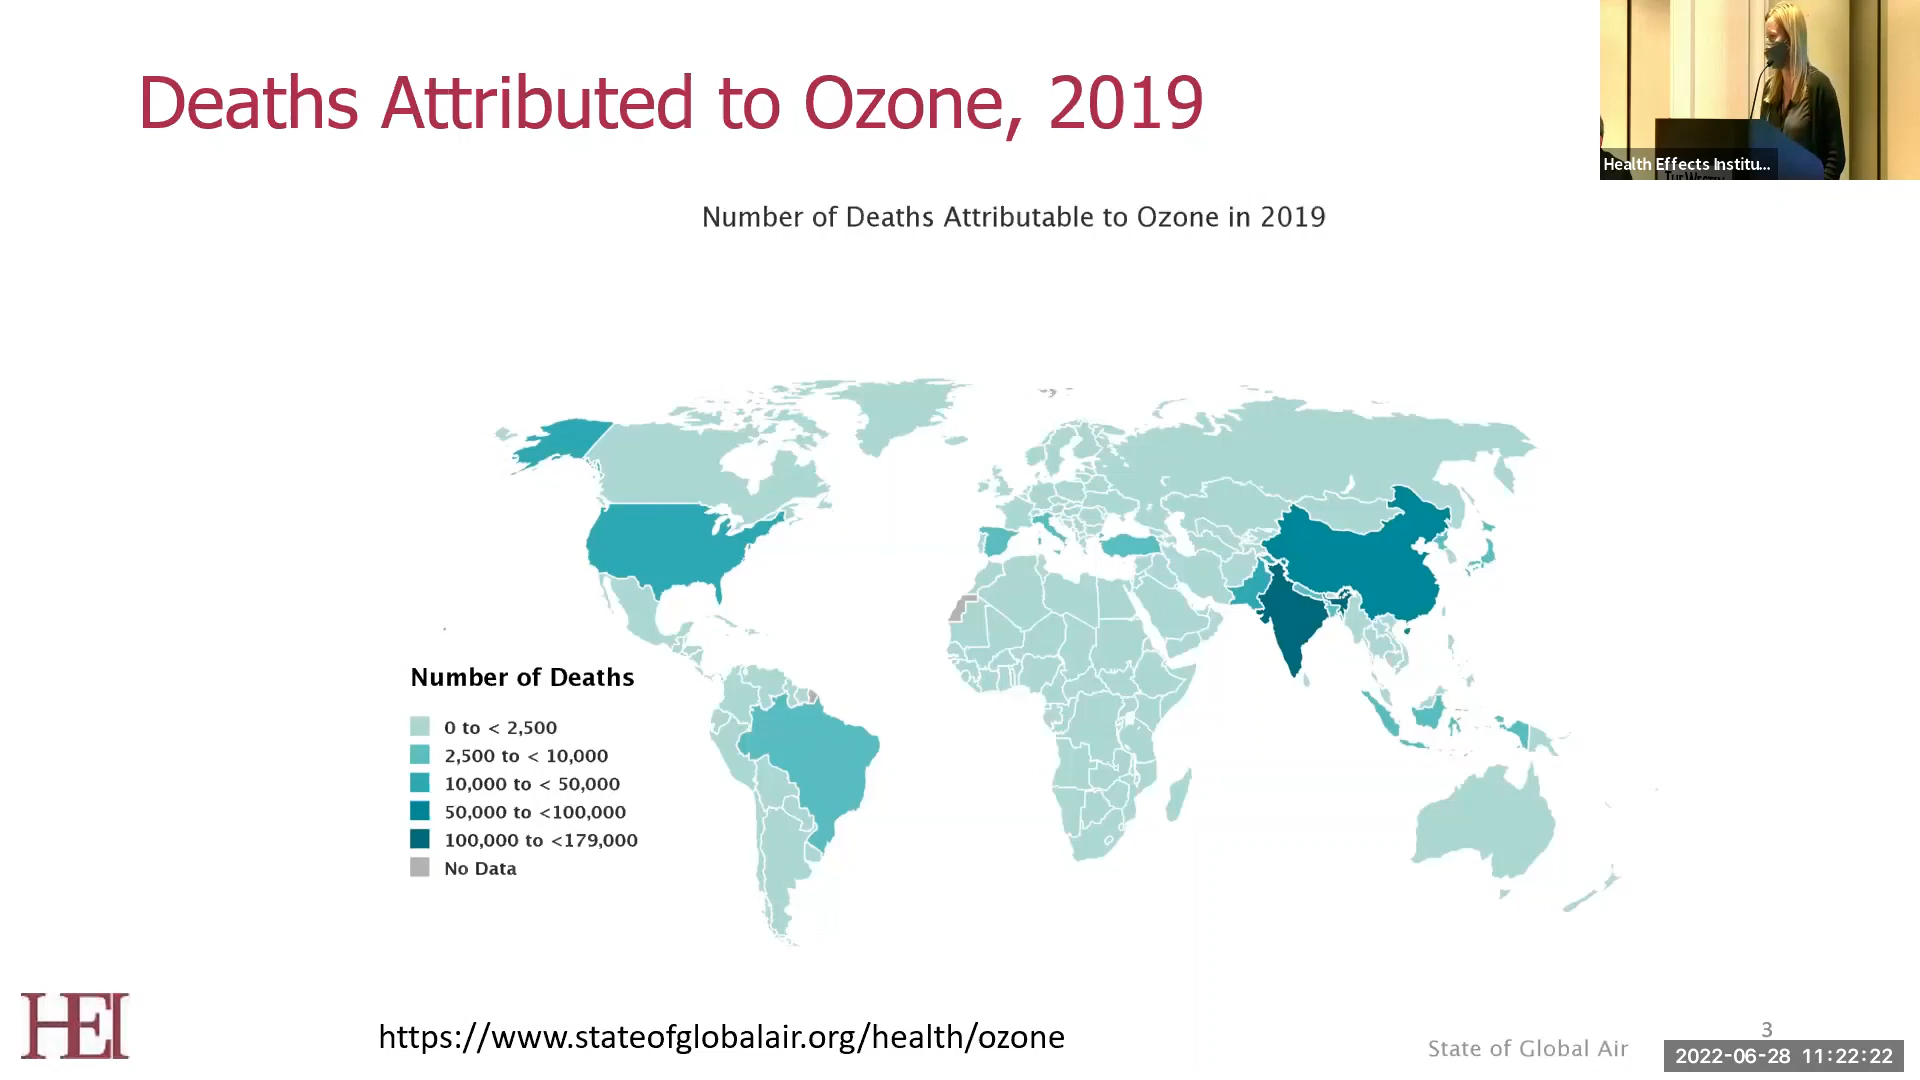 Deaths Attributed to Ozone, 2019
Health Effects Institu...
Number of Deaths Attributable to Ozone in 2019
Number of Deaths
0 to < 2,500
2,500 to < 10,000
10,000 to < 50,000
50,000 to <100,000
100,000 to <179,000
No Data
HEI
https://www.stateofglobalair.org/health/ozone
State of Global Air
3
2022-06-28 11:22:22